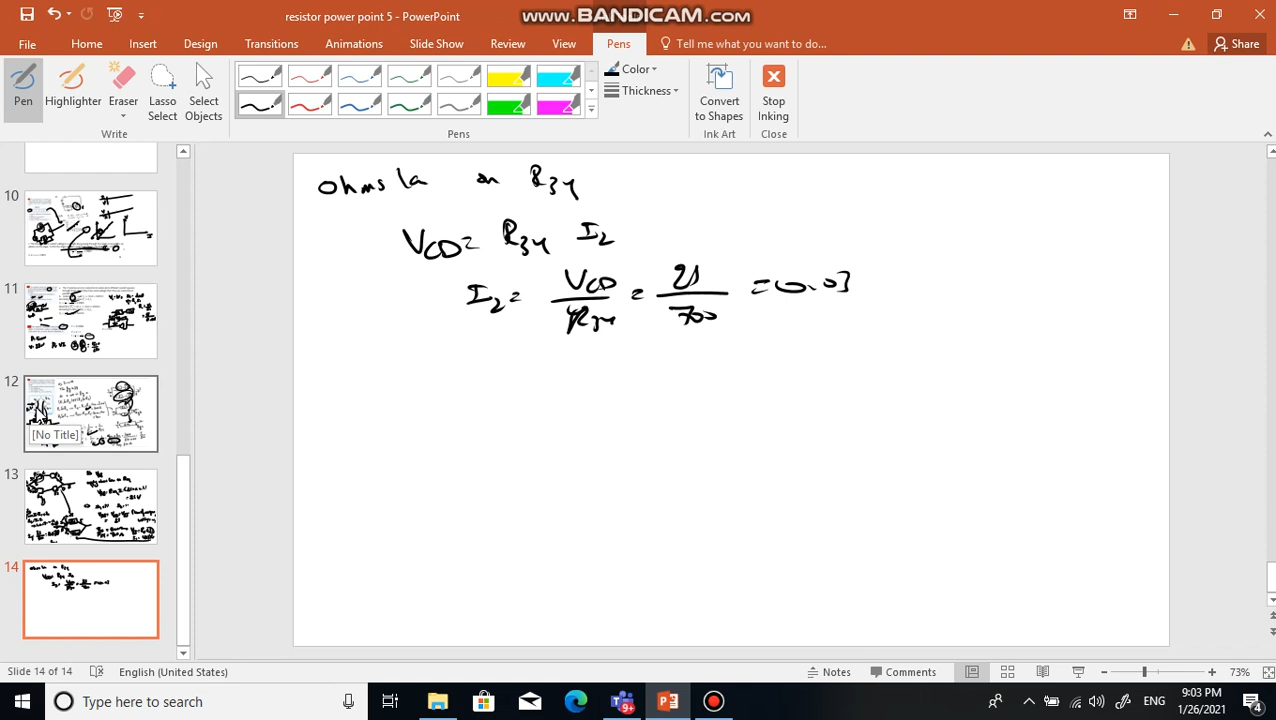 resistor power point 5 - PowerPoint
www.BANDICAM.com
File Home Insert Design Transitions Animations Slide Show Review View Pens Tell me what you want to do... Share
Pen Highlighter Eraser Lasso Select Select Objects
Color
Thickness
Convert to Shapes Stop Inking
Write Pens Ink Art Close
10
11
12
[No Title]
13
14
ohms la on R34
VCD= R34 I2
I2 = VCD / R34 = 21 / 700 = 0.03
Slide 14 of 14 English (United States) Notes Comments 73%
Type here to search 9+ ENG 9:03 PM 1/26/2021 4